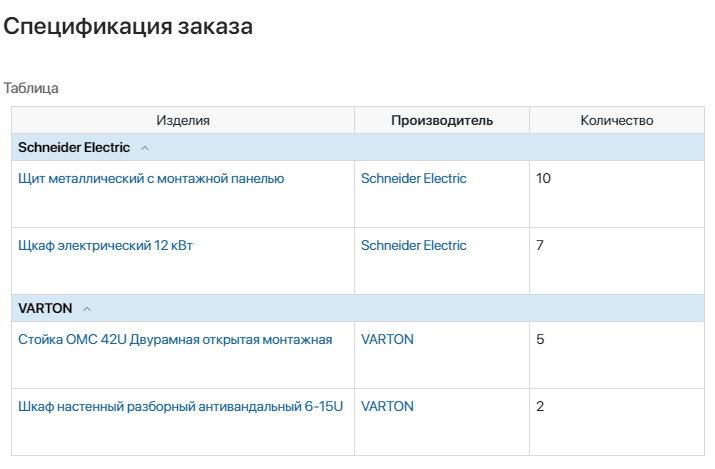 Спецификация заказа
Таблица
Изделия Производитель Количество
Schneider Electric
Щит металлический с монтажной панелью Schneider Electric 10
Щкаф электрический 12 кВт Schneider Electric 7
VARTON
Стойка ОМС 42U Двурамная открытая монтажная VARTON 5
Шкаф настенный разборный антивандальный 6-15U VARTON 2